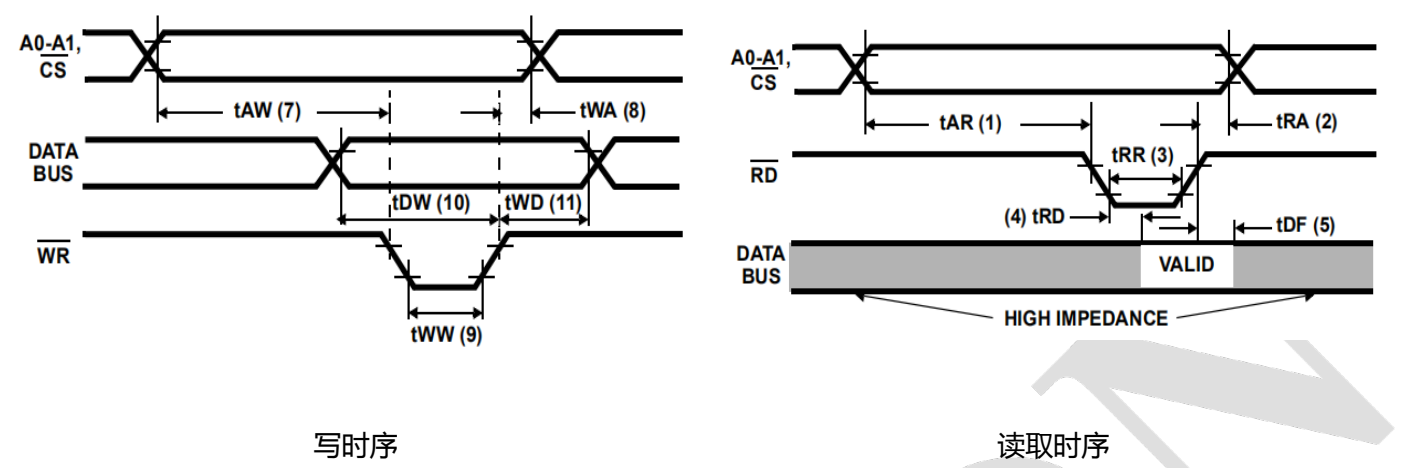 A0-A1,
CS
tAW (7)
tWA (8)
DATA
BUS
tDW (10)
tWD (11)
WR
tWW (9)
写时序
A0-A1,
CS
tAR (1)
tRA (2)
RD
tRR (3)
(4) tRD
tDF (5)
DATA
BUS
VALID
HIGH IMPEDANCE
读取时序